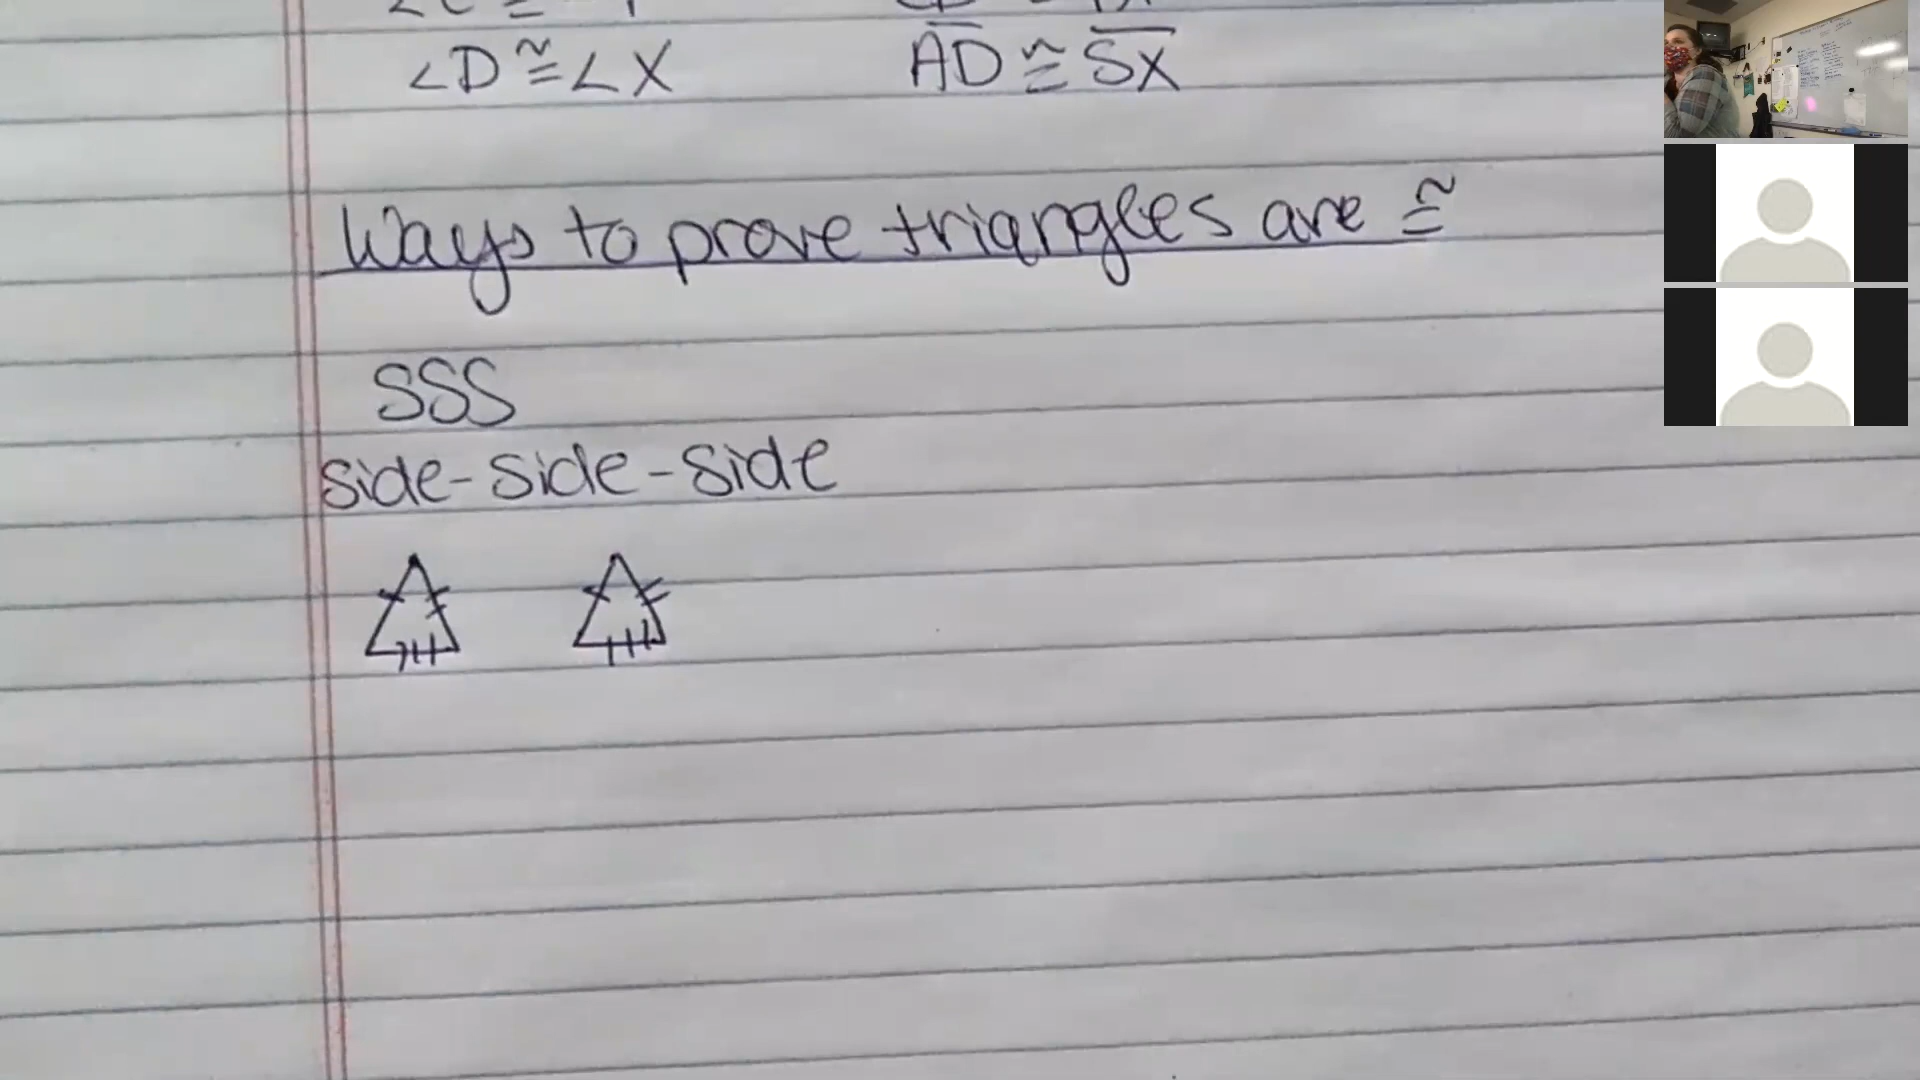 ∠D ≅ ∠X AD ≅ SX
Ways to prove triangles are ≅
SSS
side-side-side